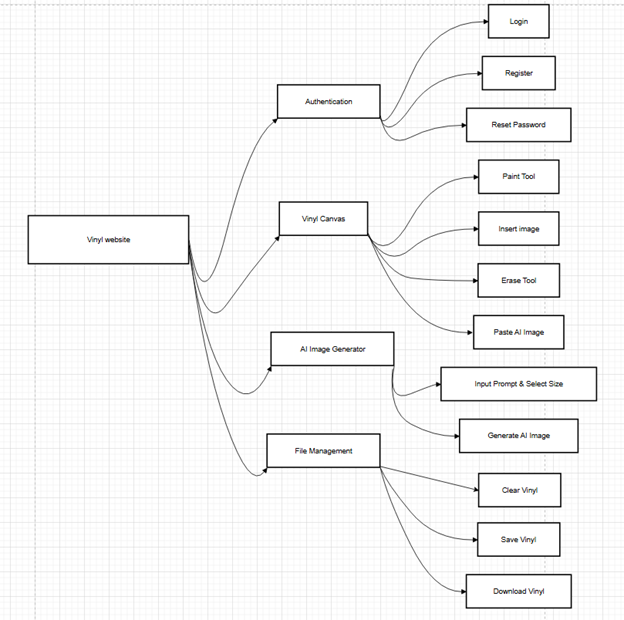 Login
Register
Reset Password
Authentication
Paint Tool
Insert image
Erase Tool
Paste AI Image
Vinyl Canvas
Vinyl website
AI Image Generator
Input Prompt & Select Size
Generate AI Image
File Management
Clear Vinyl
Save Vinyl
Download Vinyl